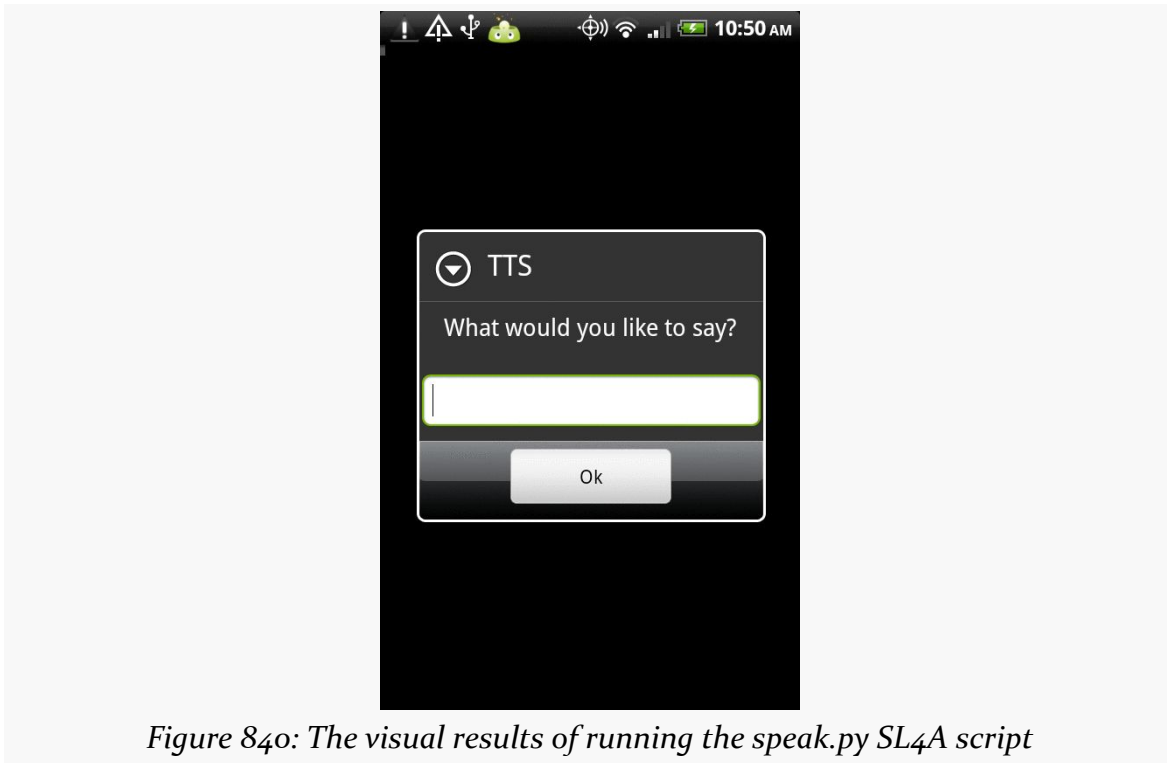 10:50 AM
TTS
What would you like to say?
Ok
Figure 840: The visual results of running the speak.py SL4A script